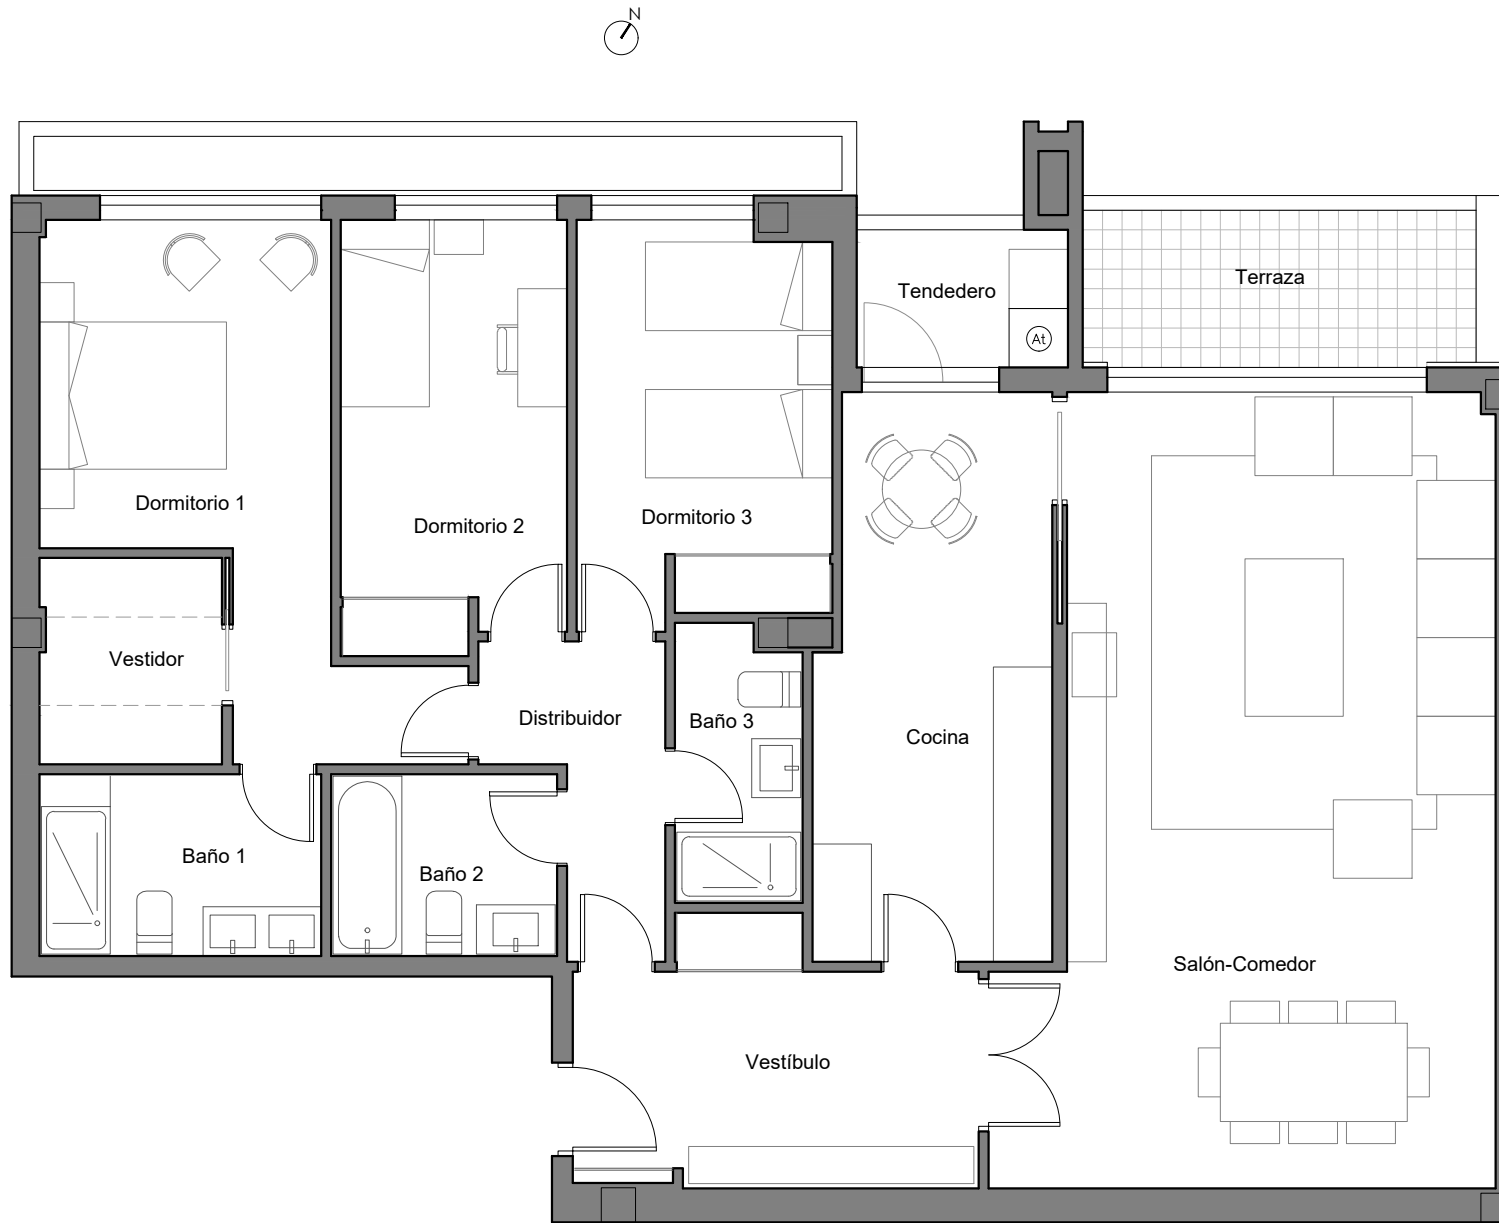 N
Terraza
Tendedero
At
Dormitorio 1
Dormitorio 2
Dormitorio 3
Vestidor
Distribuidor
Baño 3
Cocina
Baño 1
Baño 2
Salón-Comedor
Vestíbulo